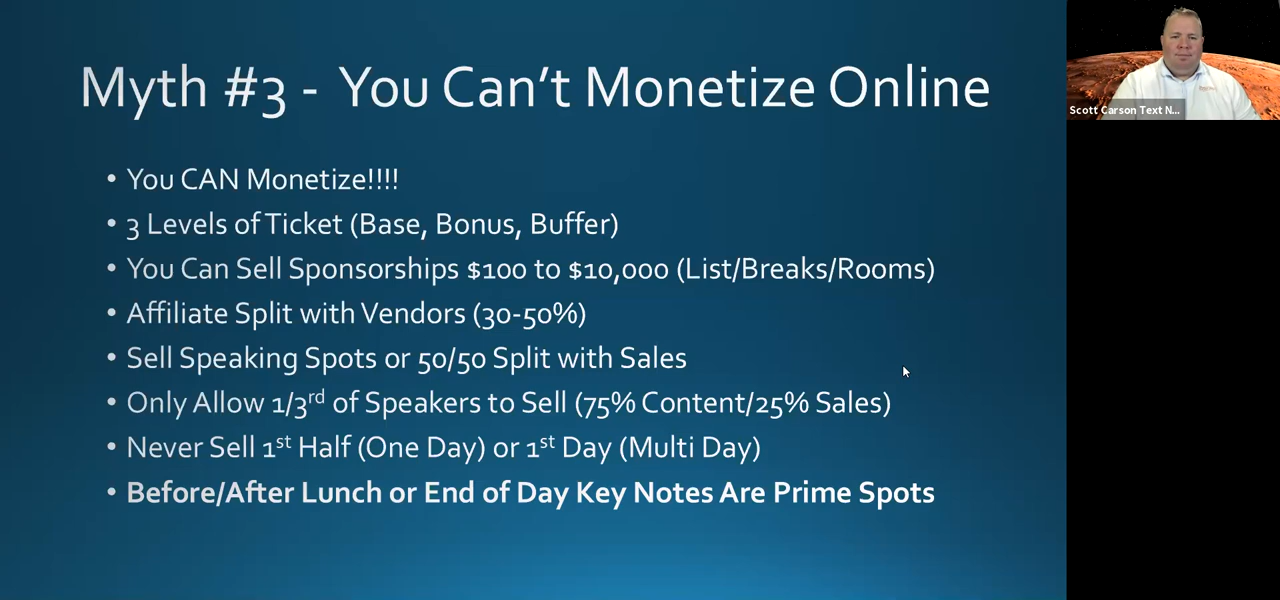 Myth #3 - You Can't Monetize Online
• You CAN Monetize!!!!
• 3 Levels of Ticket (Base, Bonus, Buffer)
• You Can Sell Sponsorships $100 to $10,000 (List/Breaks/Rooms)
• Affiliate Split with Vendors (30-50%)
• Sell Speaking Spots or 50/50 Split with Sales
• Only Allow 1/3rd of Speakers to Sell (75% Content/25% Sales)
• Never Sell 1st Half (One Day) or 1st Day (Multi Day)
• Before/After Lunch or End of Day Key Notes Are Prime Spots
Scott Carson Text N...